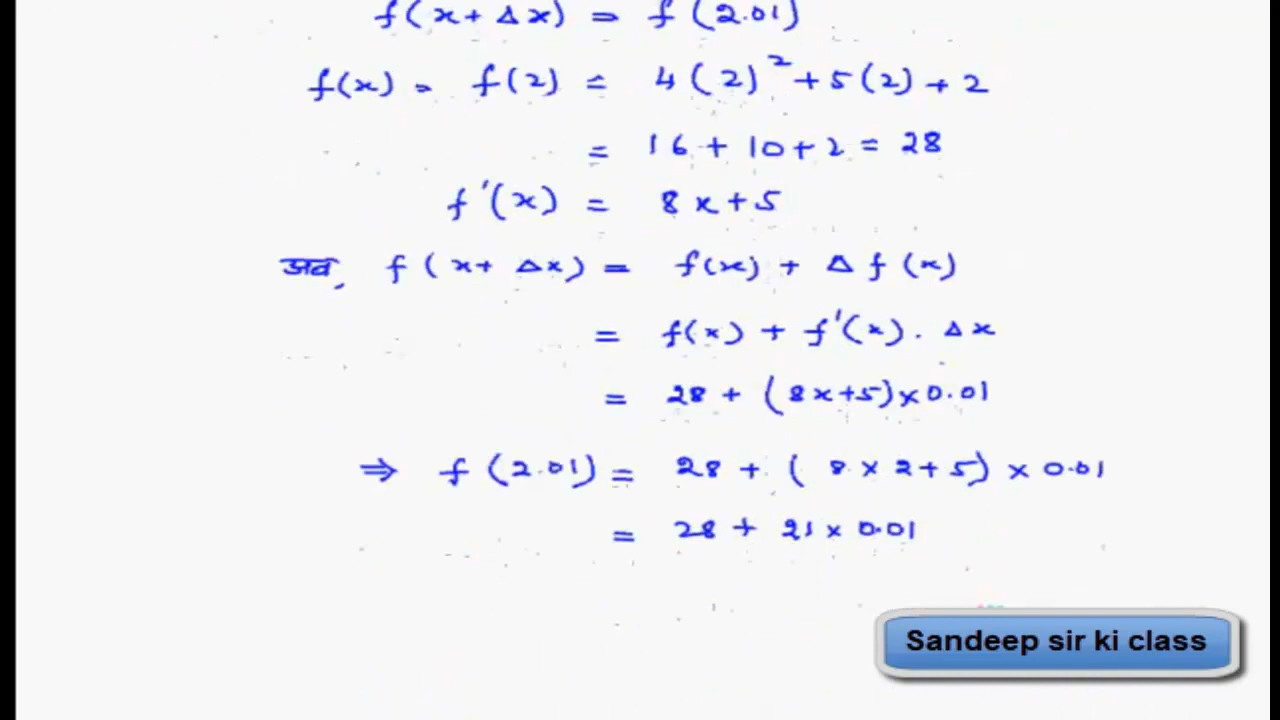 f(x+Δx) = f(2.01)
f(x) = f(2) = 4(2)²+5(2)+2
= 16+10+2 = 28
f'(x) = 8x+5
अब, f(x+Δx) = f(x) + Δf(x)
= f(x) + f'(x).Δx
= 28 + (8x+5)×0.01
⇒ f(2.01) = 28 + (8×2+5)×0.01
= 28 + 21×0.01
Sandeep sir ki class